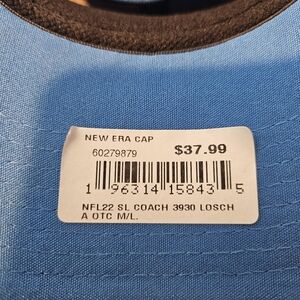 NEW ERA CAP
60279879 $37.99
1 96314 15843 5
NFL22 SL COACH 3930 LOSCH
A OTC M/L.